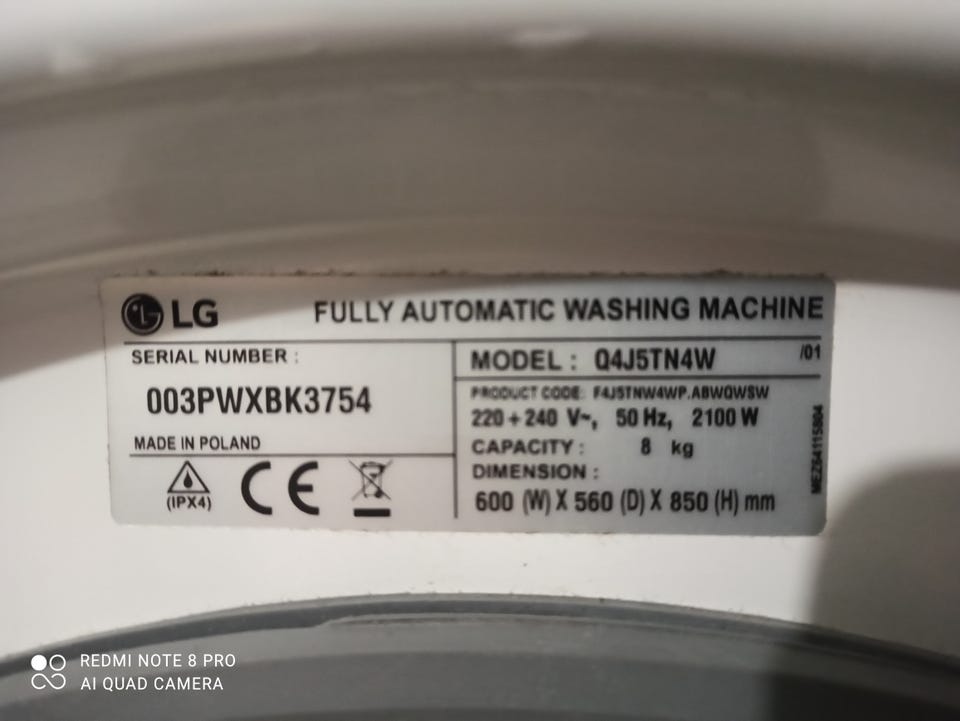 LG FULLY AUTOMATIC WASHING MACHINE
SERIAL NUMBER :
003PWXBK3754
MADE IN POLAND
(IPX4) CE
MODEL : Q4J5TN4W /01
PRODUCT CODE: F4J5TNW4WP.ABWQWSW
220 ÷ 240 V~, 50 Hz, 2100 W
CAPACITY : 8 kg
DIMENSION :
600 (W) X 560 (D) X 850 (H) mm
MEZ64115804
REDMI NOTE 8 PRO
AI QUAD CAMERA